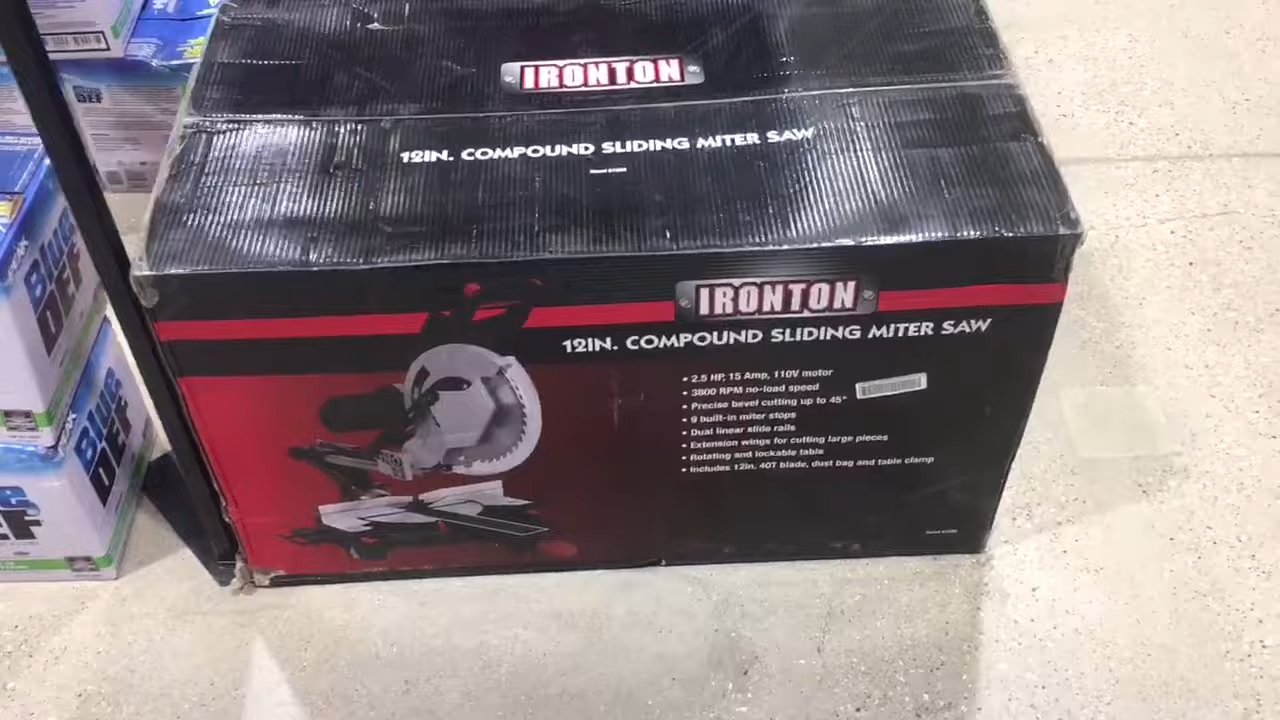 IRONTON
12IN. COMPOUND SLIDING MITER SAW
IRONTON
12IN. COMPOUND SLIDING MITER SAW
• 2.5 HP, 15 Amp, 110V motor
• 3800 RPM no-load speed
• Precise bevel cutting up to 45°
• 9 built-in miter stops
• Dual linear slide rails
• Extension wings for cutting large pieces
• Rotating and lockable table
• Includes 12in. 40T blade, dust bag and table clamp
DEF
Blue
DEF
Blue
DEF